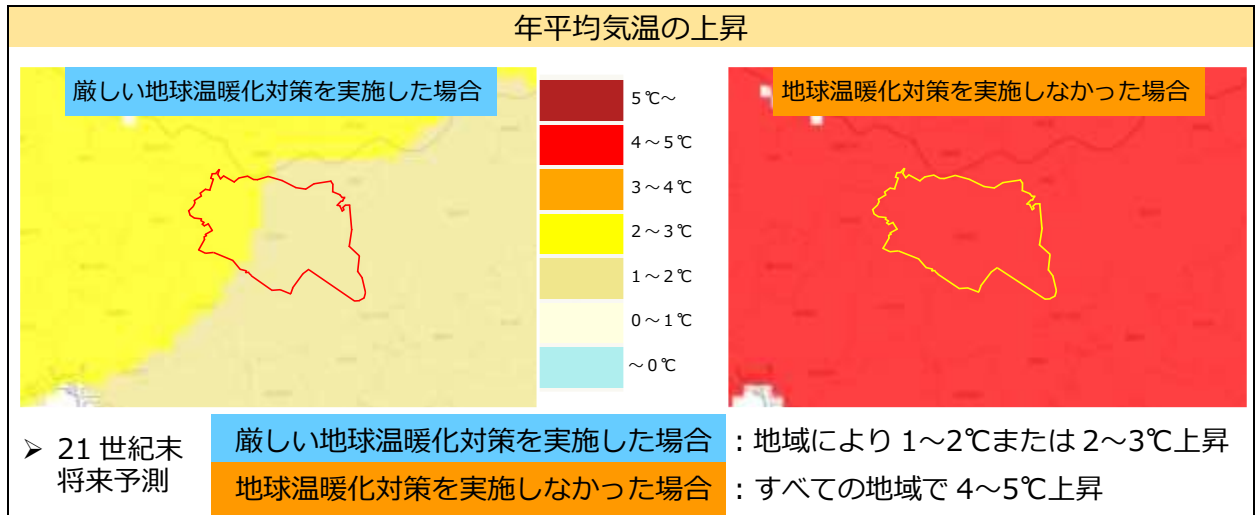 年平均気温の上昇
厳しい地球温暖化対策を実施した場合
5℃～
4～5℃
3～4℃
2～3℃
1～2℃
0～1℃
～0℃
地球温暖化対策を実施しなかった場合
➢ 21世紀末
将来予測
厳しい地球温暖化対策を実施した場合：地域により1～2℃または2～3℃上昇
地球温暖化対策を実施しなかった場合：すべての地域で4～5℃上昇